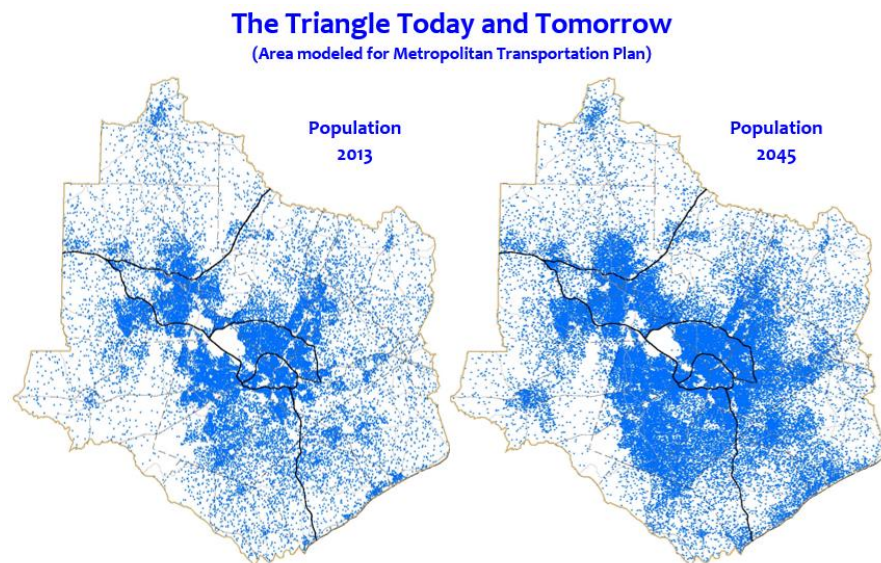 The Triangle Today and Tomorrow
(Area modeled for Metropolitan Transportation Plan)
Population
2013
Population
2045